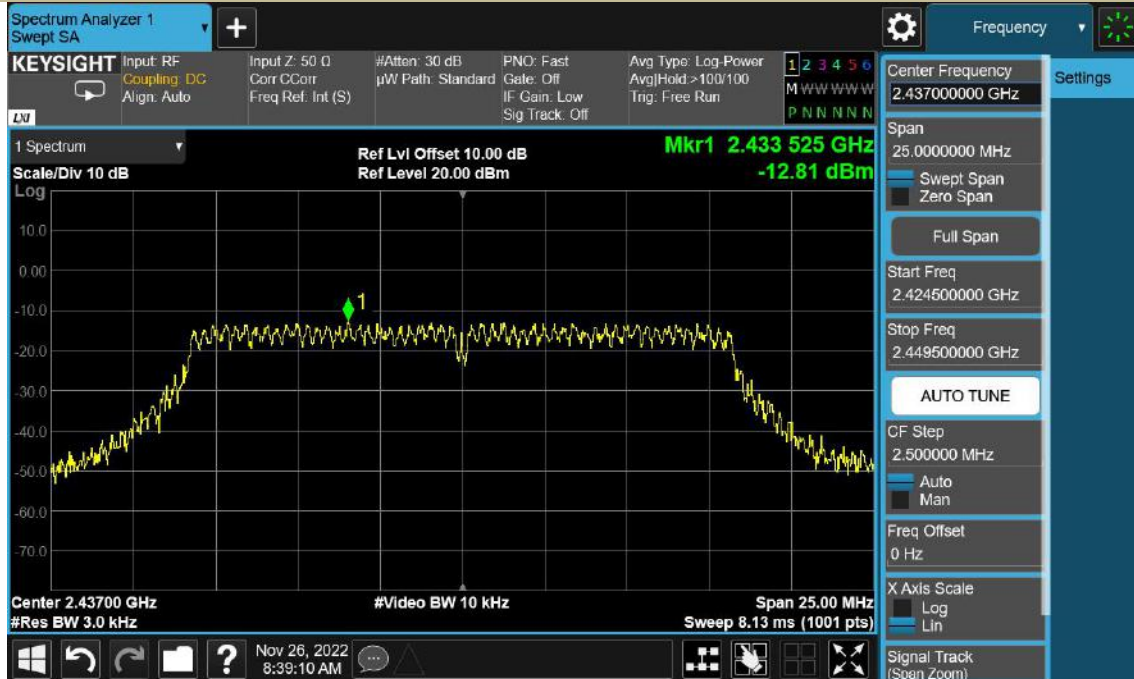 Spectrum Analyzer 1
Swept SA
+
Frequency
KEYSIGHT
LXI
Input: RF
Coupling: DC
Align: Auto
Input Z: 50 Ω
Corr CCorr
Freq Ref: Int (S)
#Atten: 30 dB
µW Path: Standard
PNO: Fast
Gate: Off
IF Gain: Low
Sig Track: Off
Avg Type: Log-Power
Avg|Hold:>100/100
Trig: Free Run
1 2 3 4 5 6
M W W W W W
P N N N N N
1 Spectrum
Scale/Div 10 dB
Log
Ref Lvl Offset 10.00 dB
Ref Level 20.00 dBm
Mkr1 2.433 525 GHz
-12.81 dBm
10.0
0.00
-10.0
-20.0
-30.0
-40.0
-50.0
-60.0
-70.0
1
Center 2.43700 GHz
#Res BW 3.0 kHz
#Video BW 10 kHz
Span 25.00 MHz
Sweep 8.13 ms (1001 pts)
?
Nov 26, 2022
8:39:10 AM
Center Frequency
2.437000000 GHz
Span
25.0000000 MHz
Swept Span
Zero Span
Full Span
Start Freq
2.424500000 GHz
Stop Freq
2.449500000 GHz
AUTO TUNE
CF Step
2.500000 MHz
Auto
Man
Freq Offset
0 Hz
X Axis Scale
Log
Lin
Signal Track
(Span Zoom)
Settings